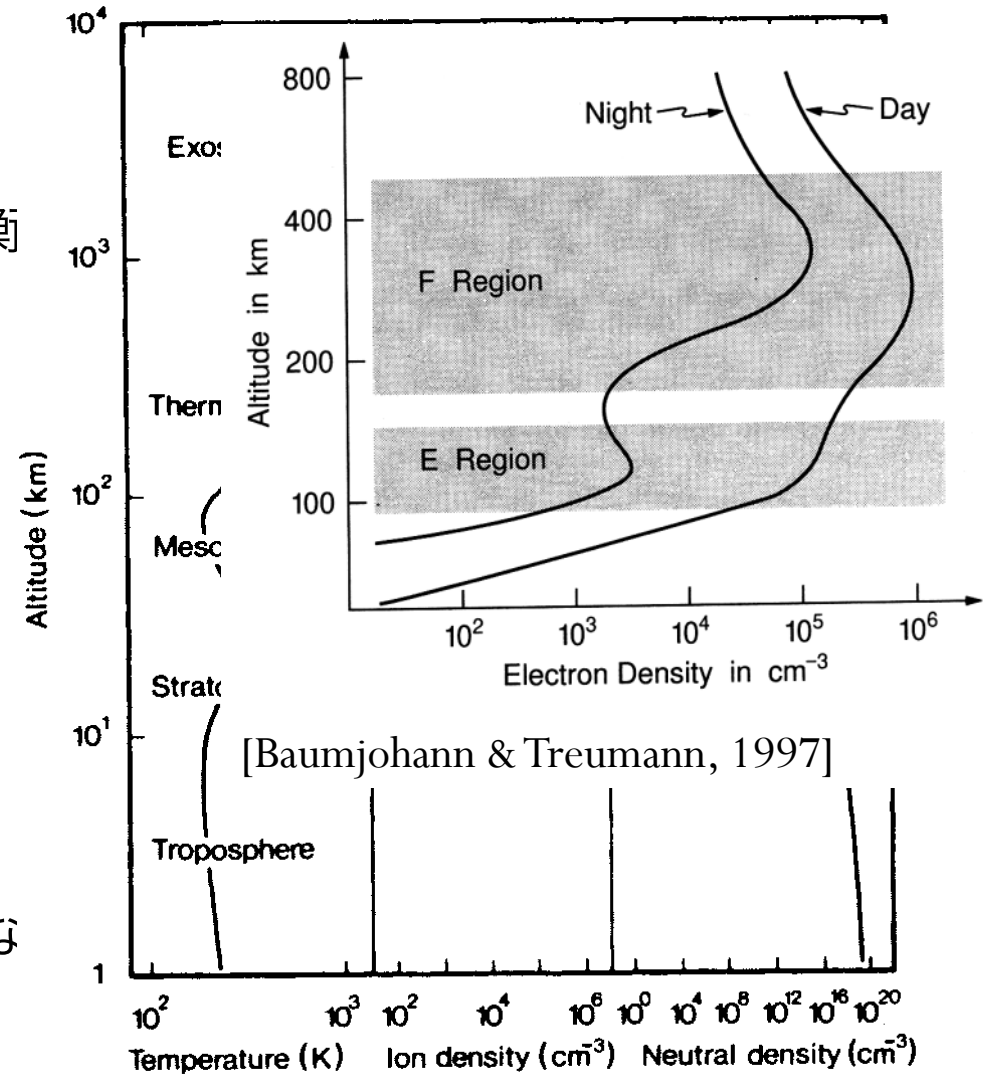 10⁴
10³
10²
10¹
1
Altitude (km)
Exos
Therm
Meso
Strato
Troposphere
衡
800
400
200
100
Altitude in km
Night
Day
F Region
E Region
10² 10³ 10⁴ 10⁵ 10⁶
Electron Density in cm⁻³
[Baumjohann & Treumann, 1997]
10² 10³ 10² 10⁴ 10⁶ 10⁰ 10⁴ 10⁸ 10¹² 10¹⁶ 10²⁰
Temperature (K) Ion density (cm⁻³) Neutral density (cm⁻³)